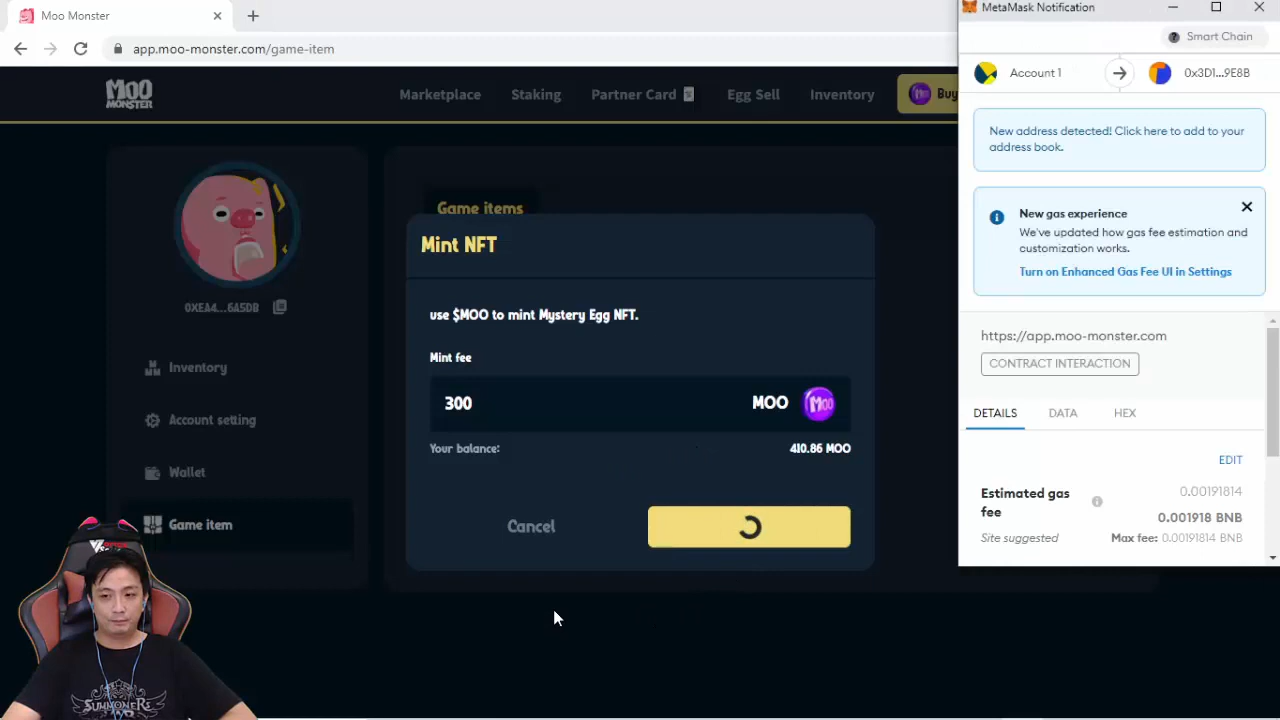 Moo Monster
app.moo-monster.com/game-item
MOO
MONSTER
Marketplace
Staking
Partner Card
Egg Sell
Inventory
Buy
0XEA4...6A5DB
Inventory
Account setting
Wallet
Game item
Game items
Mint NFT
use $MOO to mint Mystery Egg NFT.
Mint fee
300
MOO
Moo
Your balance:
410.86 MOO
Cancel
MetaMask Notification
Smart Chain
Account 1
0x3D1...9E8B
New address detected! Click here to add to your
address book.
New gas experience
We've updated how gas fee estimation and
customization works.
Turn on Enhanced Gas Fee UI in Settings
https://app.moo-monster.com
CONTRACT INTERACTION
DETAILS
DATA
HEX
EDIT
Estimated gas
fee
0.00191814
0.001918 BNB
Site suggested
Max fee: 0.00191814 BNB
SUMMONERS